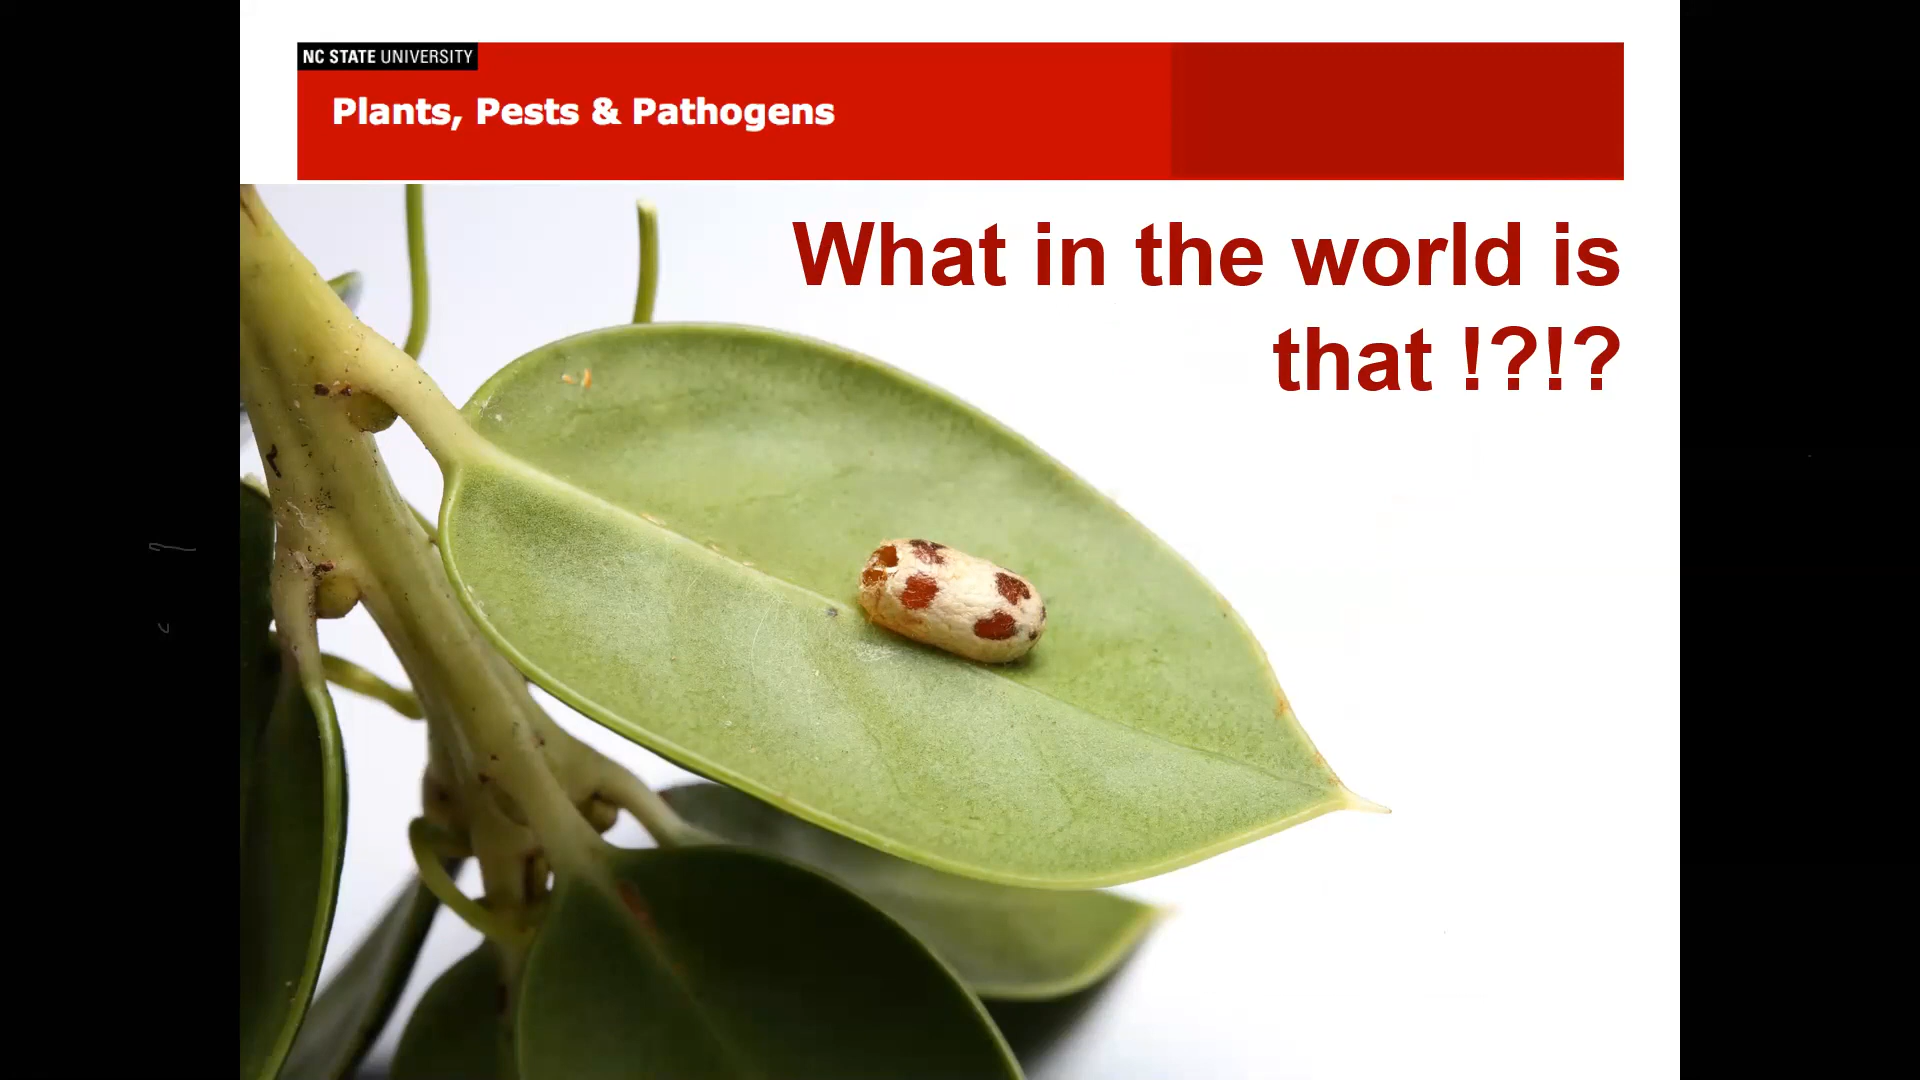 NC STATE UNIVERSITY
Plants, Pests & Pathogens
What in the world is
that !?!?